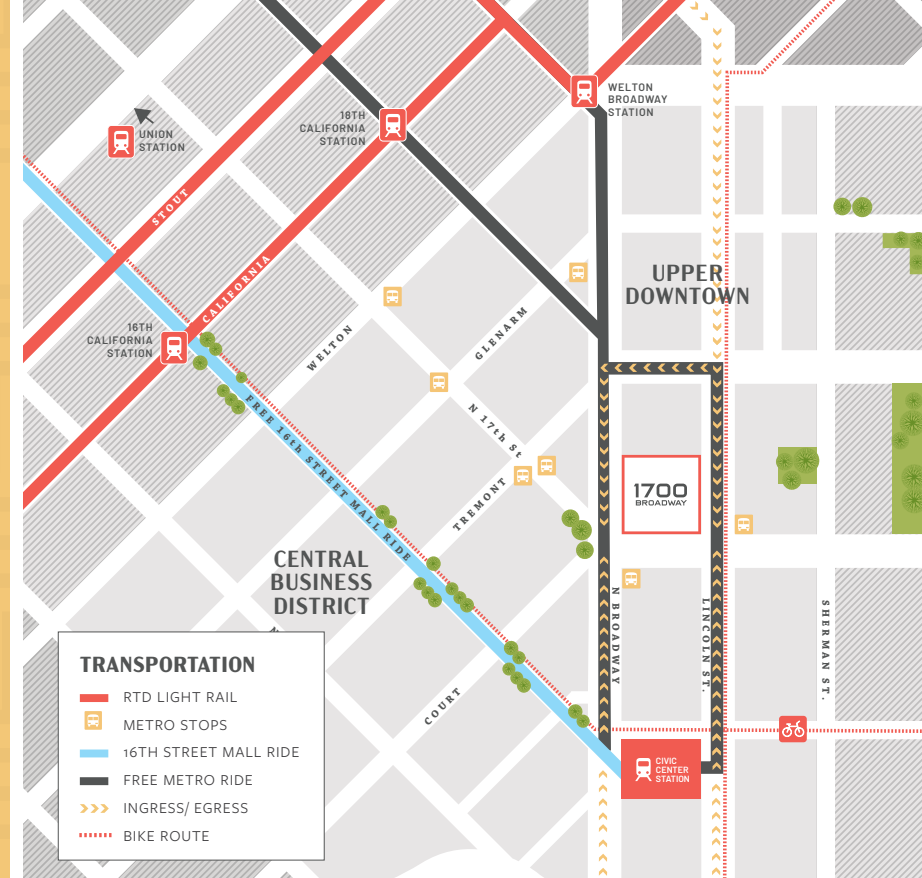 WELTON
BROADWAY
STATION
18TH
CALIFORNIA
STATION
UNION
STATION
STOUT
CALIFORNIA
UPPER
DOWNTOWN
GLENARM
WELTON
16TH
CALIFORNIA
STATION
FREE 16th STREET MALL RIDE
N 17th St
TREMONT
1700
BROADWAY
CENTRAL
BUSINESS
DISTRICT
N BROADWAY
LINCOLN ST.
SHERMAN ST.
COURT
CIVIC
CENTER
STATION
TRANSPORTATION
RTD LIGHT RAIL
METRO STOPS
16TH STREET MALL RIDE
FREE METRO RIDE
INGRESS/ EGRESS
BIKE ROUTE